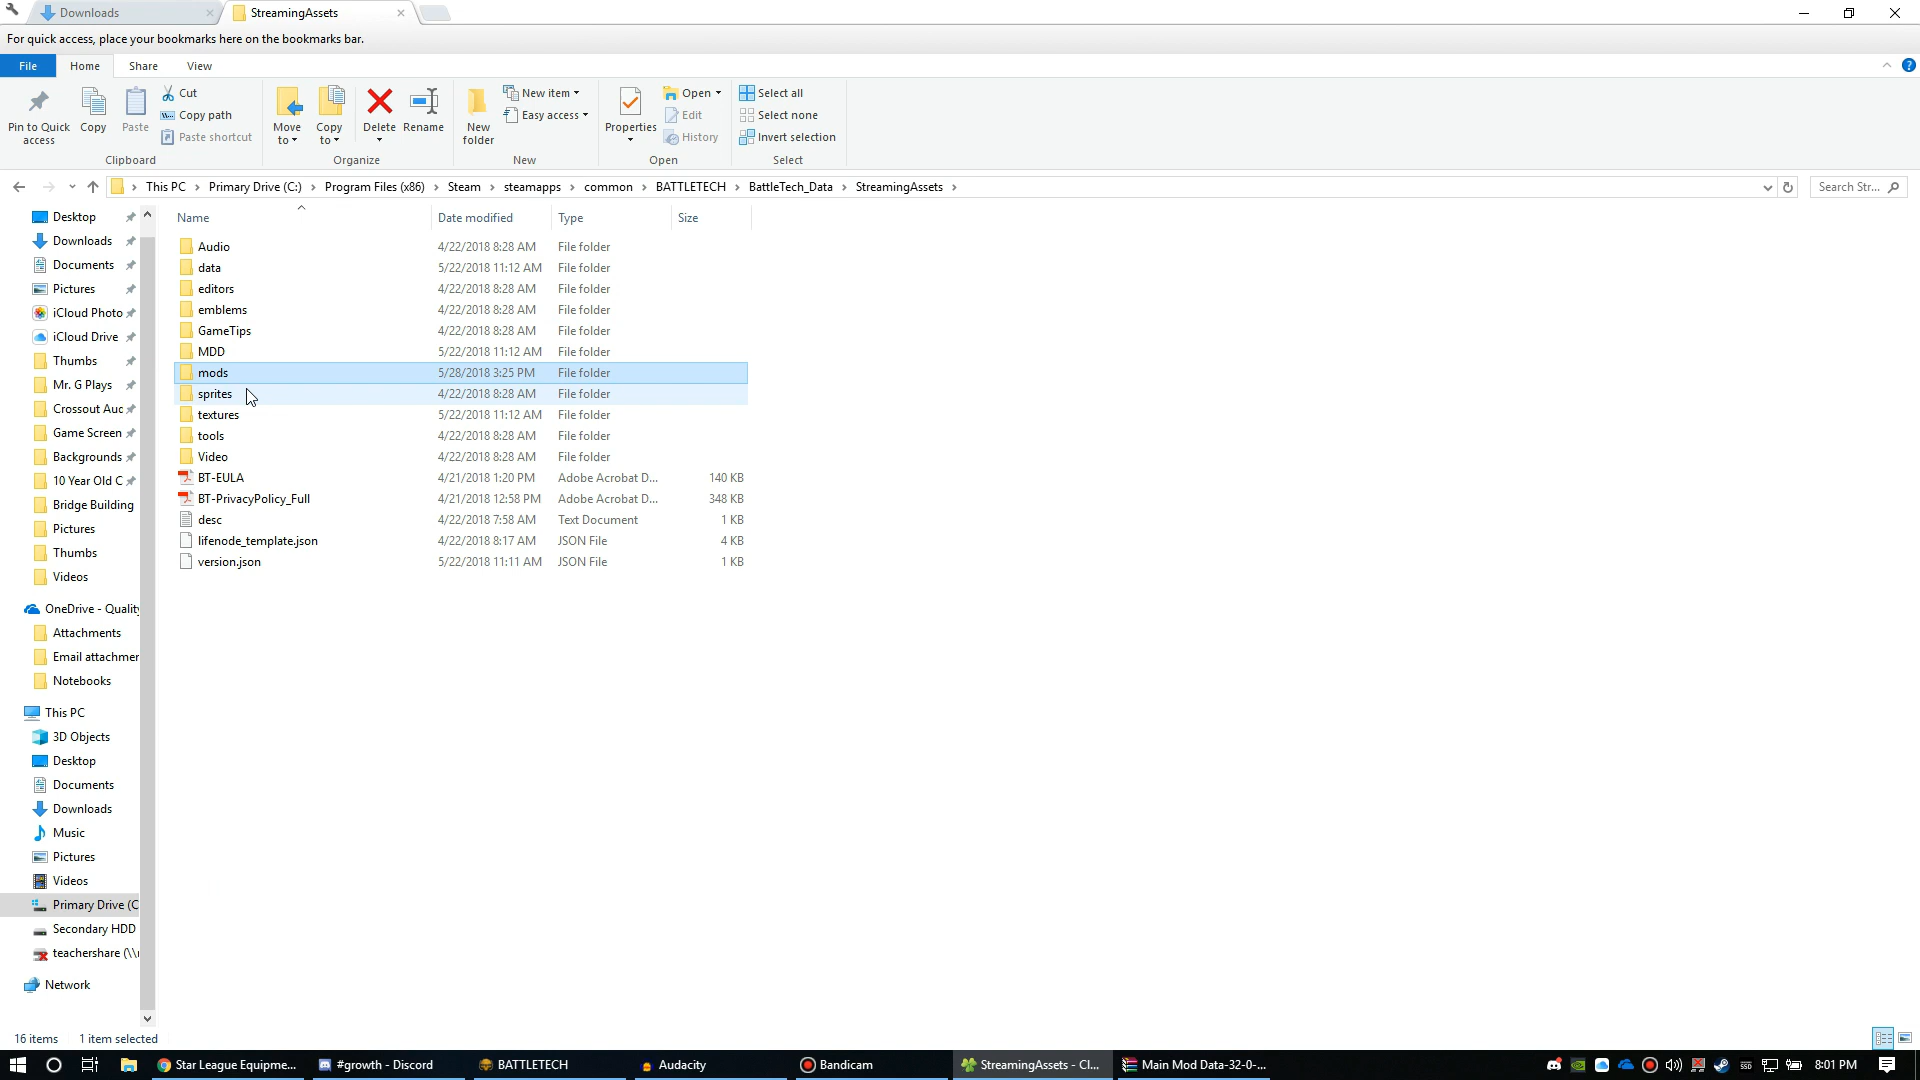 Downloads
StreamingAssets
For quick access, place your bookmarks here on the bookmarks bar.
File Home Share View
Pin to Quick access
Copy
Paste
Cut
Copy path
Paste shortcut
Move to
Copy to
Delete
Rename
New folder
New item
Easy access
Properties
Open
Edit
History
Select all
Select none
Invert selection
Clipboard Organize New Open Select
This PC Primary Drive (C:) Program Files (x86) Steam steamapps common BATTLETECH BattleTech_Data StreamingAssets
Search Str...
Name Date modified Type Size
Audio 4/22/2018 8:28 AM File folder
data 5/22/2018 11:12 AM File folder
editors 4/22/2018 8:28 AM File folder
emblems 4/22/2018 8:28 AM File folder
GameTips 4/22/2018 8:28 AM File folder
MDD 5/22/2018 11:12 AM File folder
mods 5/28/2018 3:25 PM File folder
sprites 4/22/2018 8:28 AM File folder
textures 5/22/2018 11:12 AM File folder
tools 4/22/2018 8:28 AM File folder
Video 4/22/2018 8:28 AM File folder
BT-EULA 4/21/2018 1:20 PM Adobe Acrobat D... 140 KB
BT-PrivacyPolicy_Full 4/21/2018 12:58 PM Adobe Acrobat D... 348 KB
desc 4/22/2018 7:58 AM Text Document 1 KB
lifenode_template.json 4/22/2018 8:17 AM JSON File 4 KB
version.json 5/22/2018 11:11 AM JSON File 1 KB
Desktop
Downloads
Documents
Pictures
iCloud Photo
iCloud Drive
Thumbs
Mr. G Plays
Crossout Auc
Game Screen
Backgrounds
10 Year Old C
Bridge Building
Pictures
Thumbs
Videos
OneDrive - Quality
Attachments
Email attachmen
Notebooks
This PC
3D Objects
Desktop
Documents
Downloads
Music
Pictures
Videos
Primary Drive (C
Secondary HDD
teachershare (\\
Network
16 items 1 item selected
Star League Equipme...
#growth - Discord
BATTLETECH
Audacity
Bandicam
StreamingAssets - Cl...
Main Mod Data-32-0-...
8:01 PM